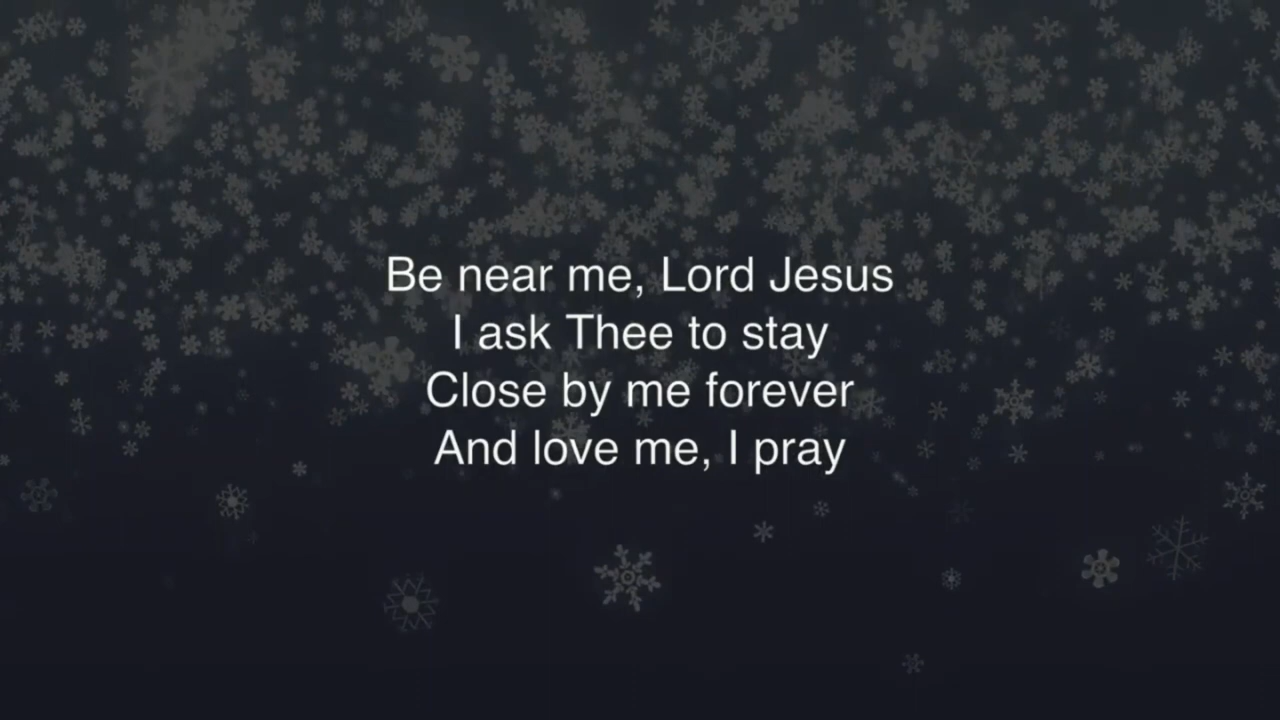 Be near me, Lord Jesus
I ask Thee to stay
Close by me forever
And love me, I pray